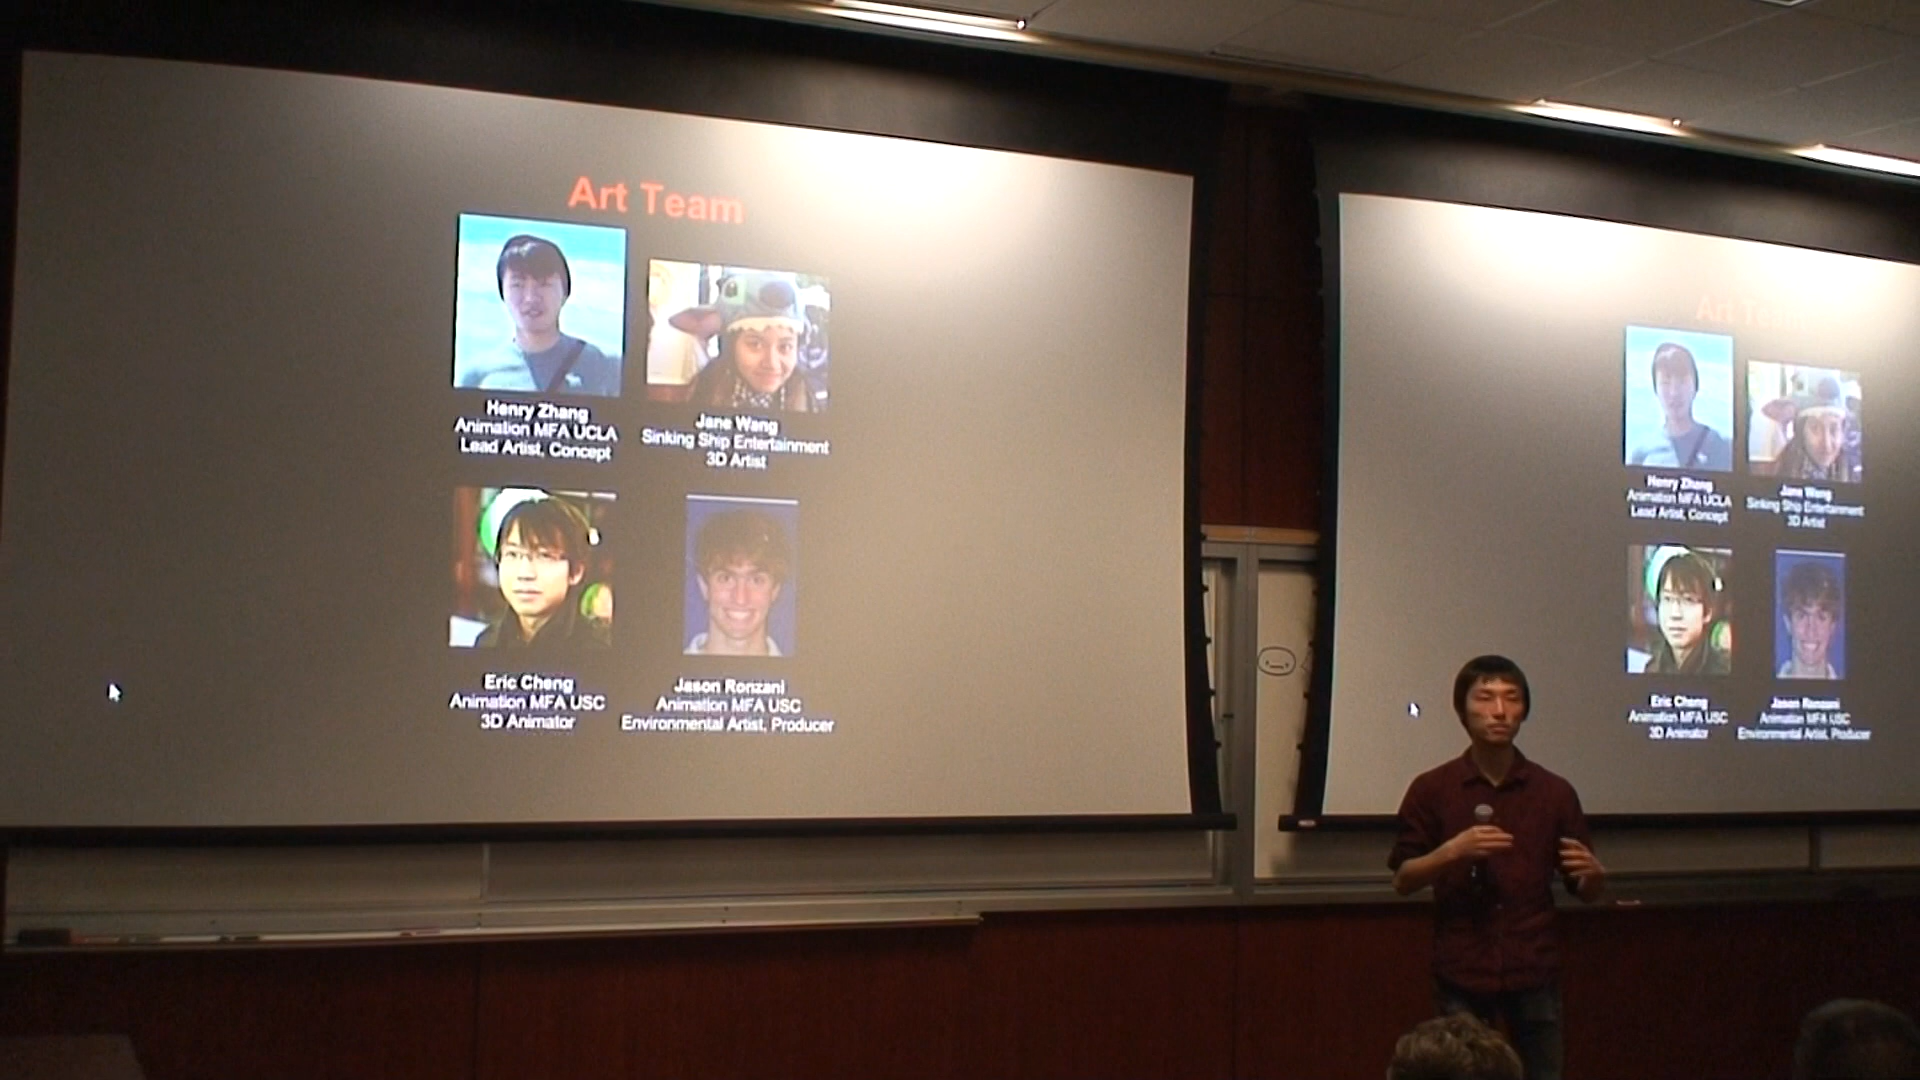 Art Team
Henry Zhang
Animation MFA UCLA
Lead Artist, Concept
Jane Wang
Sinking Ship Entertainment
3D Artist
Eric Cheng
Animation MFA USC
3D Animator
Jason Ronzani
Animation MFA USC
Environmental Artist, Producer
Art Team
Henry Zhang
Animation MFA UCLA
Lead Artist, Concept
Jane Wang
Sinking Ship Entertainment
3D Artist
Eric Cheng
Animation MFA USC
3D Animator
Jason Ronzani
Animation MFA USC
Environmental Artist, Producer